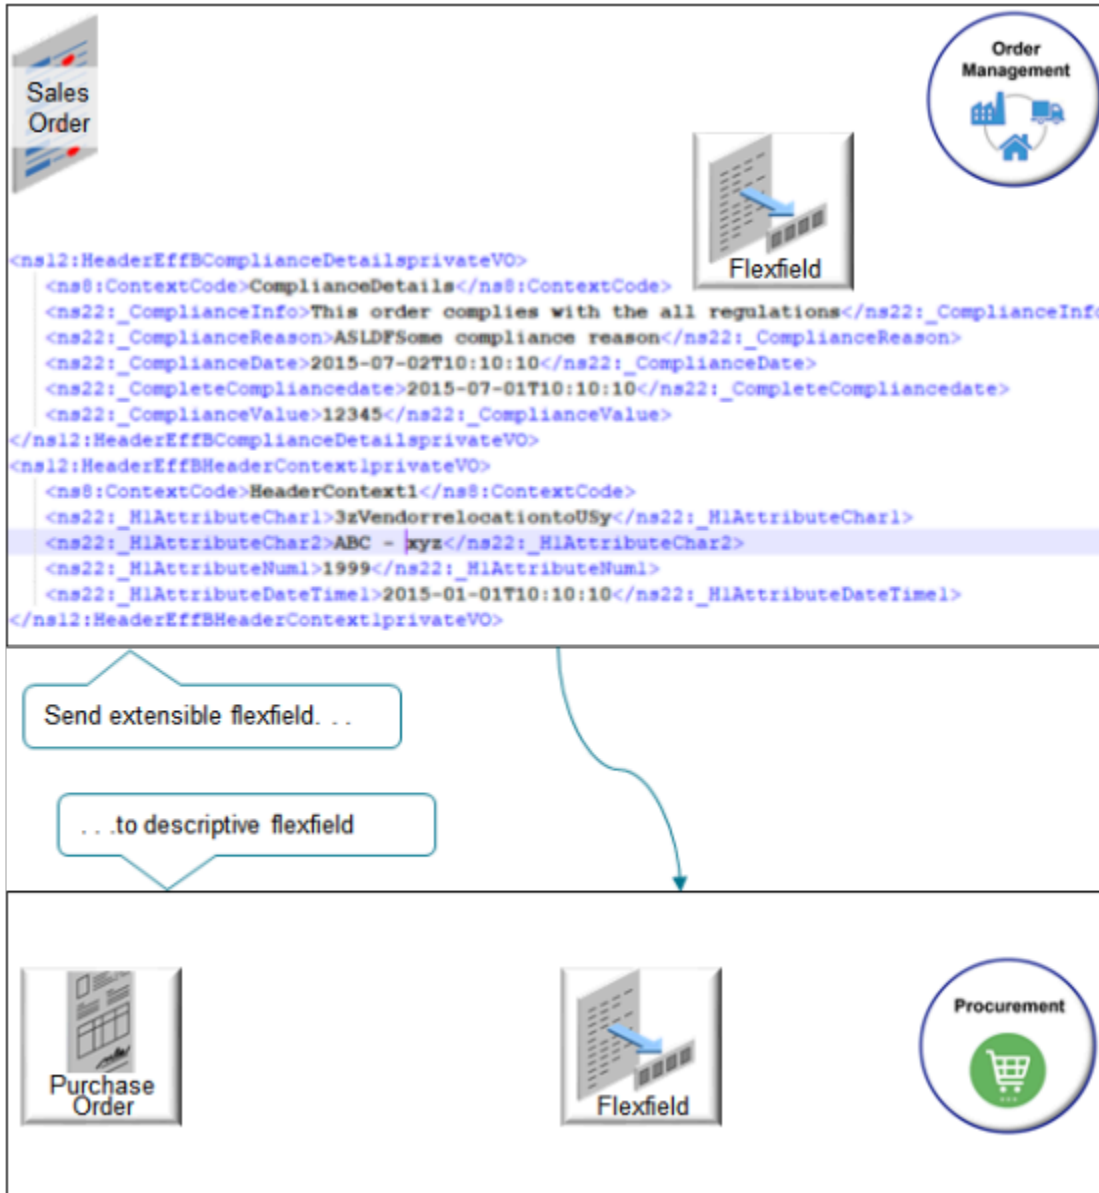 Sales
Order
Order
Management
Flexfield
<ns12:HeaderEffBComplianceDetailsprivateVO>
<ns8:ContextCode>ComplianceDetails</ns8:ContextCode>
<ns22:_ComplianceInfo>This order complies with the all regulations</ns22:_ComplianceInfo
<ns22:_ComplianceReason>ASLDFSome compliance reason</ns22:_ComplianceReason>
<ns22:_ComplianceDate>2015-07-02T10:10:10</ns22:_ComplianceDate>
<ns22:_CompleteCompliancedate>2015-07-01T10:10:10</ns22:_CompleteCompliancedate>
<ns22:_ComplianceValue>12345</ns22:_ComplianceValue>
</ns12:HeaderEffBComplianceDetailsprivateVO>
<ns12:HeaderEffBHeaderContext1privateVO>
<ns8:ContextCode>HeaderContext1</ns8:ContextCode>
<ns22:_H1AttributeChar1>3zVendorrelocationtoUSy</ns22:_H1AttributeChar1>
<ns22:_H1AttributeChar2>ABC - xyz</ns22:_H1AttributeChar2>
<ns22:_H1AttributeNum1>1999</ns22:_H1AttributeNum1>
<ns22:_H1AttributeDateTime1>2015-01-01T10:10:10</ns22:_H1AttributeDateTime1>
</ns12:HeaderEffBHeaderContext1privateVO>
Send extensible flexfield. . .
. . .to descriptive flexfield
Purchase
Order
Flexfield
Procurement